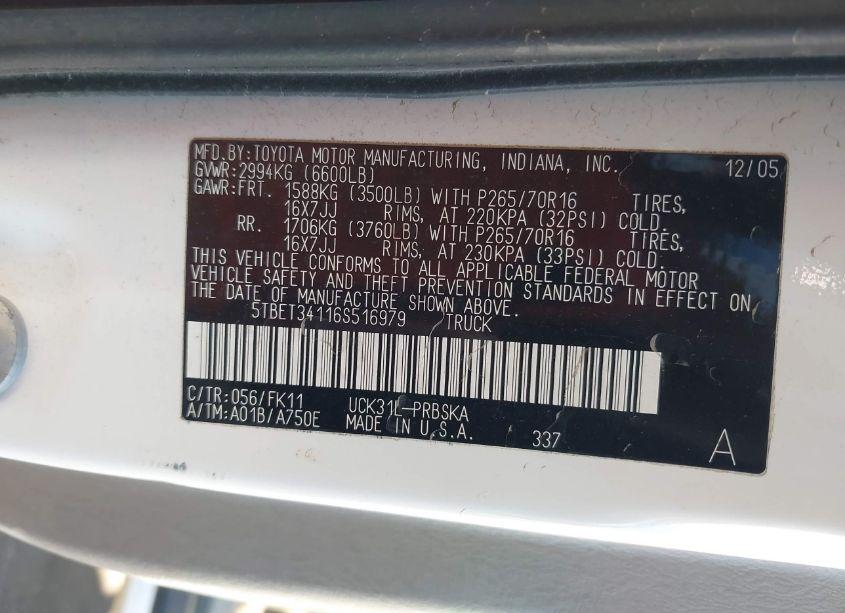 MFD.BY:TOYOTA MOTOR MANUFACTURING, INDIANA, INC. 12/05
GVWR:2994KG (6600LB)
GAWR:FRT. 1588KG (3500LB) WITH P265/70R16 TIRES,
16X7JJ RIMS, AT 220KPA (32PSI) COLD.
RR. 1706KG (3760LB) WITH P265/70R16 TIRES,
16X7JJ RIMS, AT 230KPA (33PSI) COLD.
THIS VEHICLE CONFORMS TO ALL APPLICABLE FEDERAL MOTOR
VEHICLE SAFETY AND THEFT PREVENTION STANDARDS IN EFFECT ON
THE DATE OF MANUFACTURE SHOWN ABOVE.
5TBET34116S516979 TRUCK
C/TR:056/FK11 UCK31L-PRBSKA
A/TM:A01B/A750E MADE IN U.S.A. 337 A